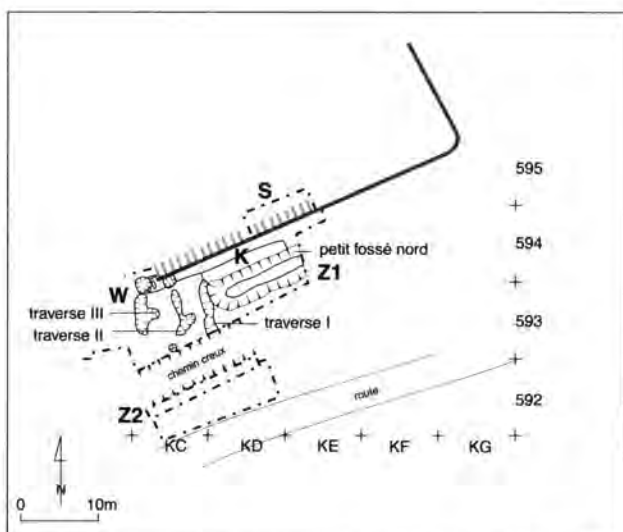 595
S
594
K
petit fossé nord
Z1
W
traverse III
traverse I
593
traverse II
chemin creux
592
route
Z2
KC KD KE KF KG
N
0 10m